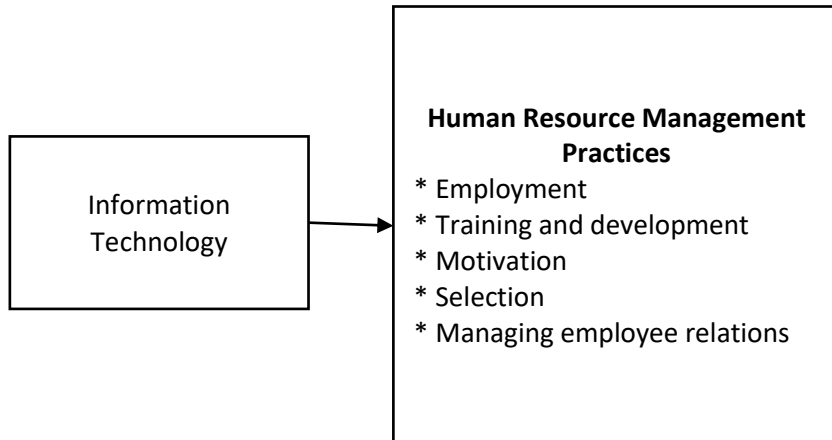 Information
Technology
Human Resource Management
Practices
* Employment
* Training and development
* Motivation
* Selection
* Managing employee relations